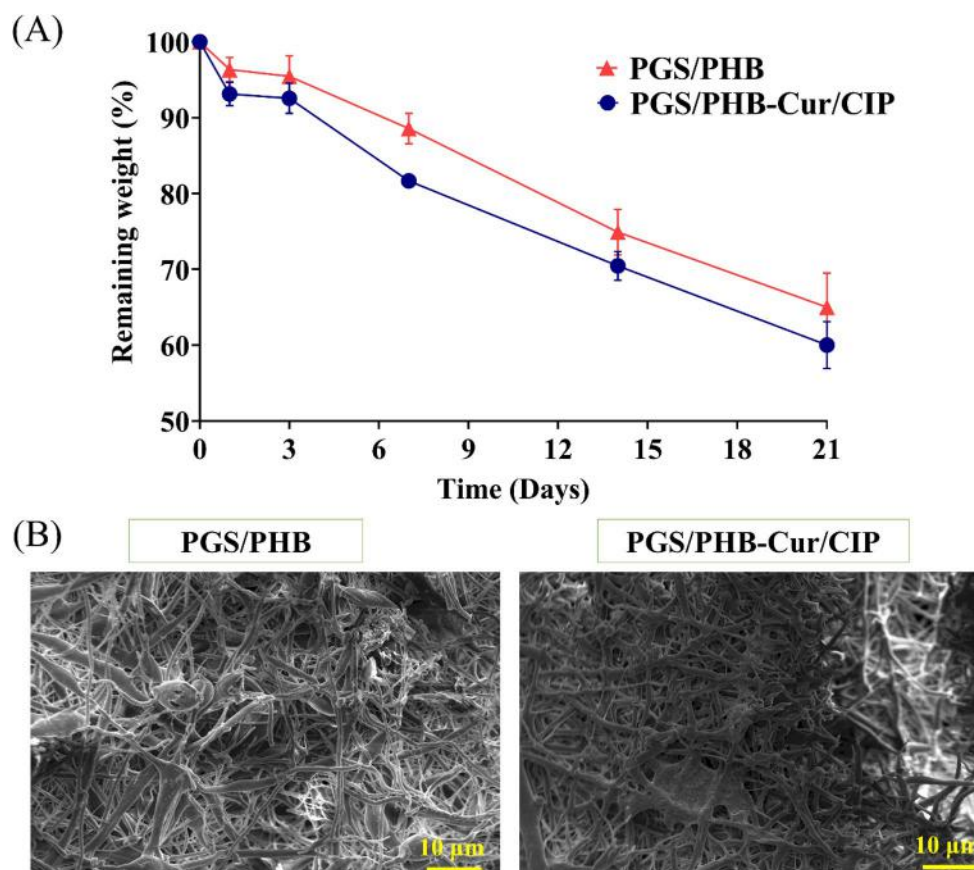 (A)
100
90
80
70
60
50
Remaining weight (%)
PGS/PHB
PGS/PHB-Cur/CIP
0 3 6 9 12 15 18 21
Time (Days)
(B)
PGS/PHB
PGS/PHB-Cur/CIP
10 µm
10 µm